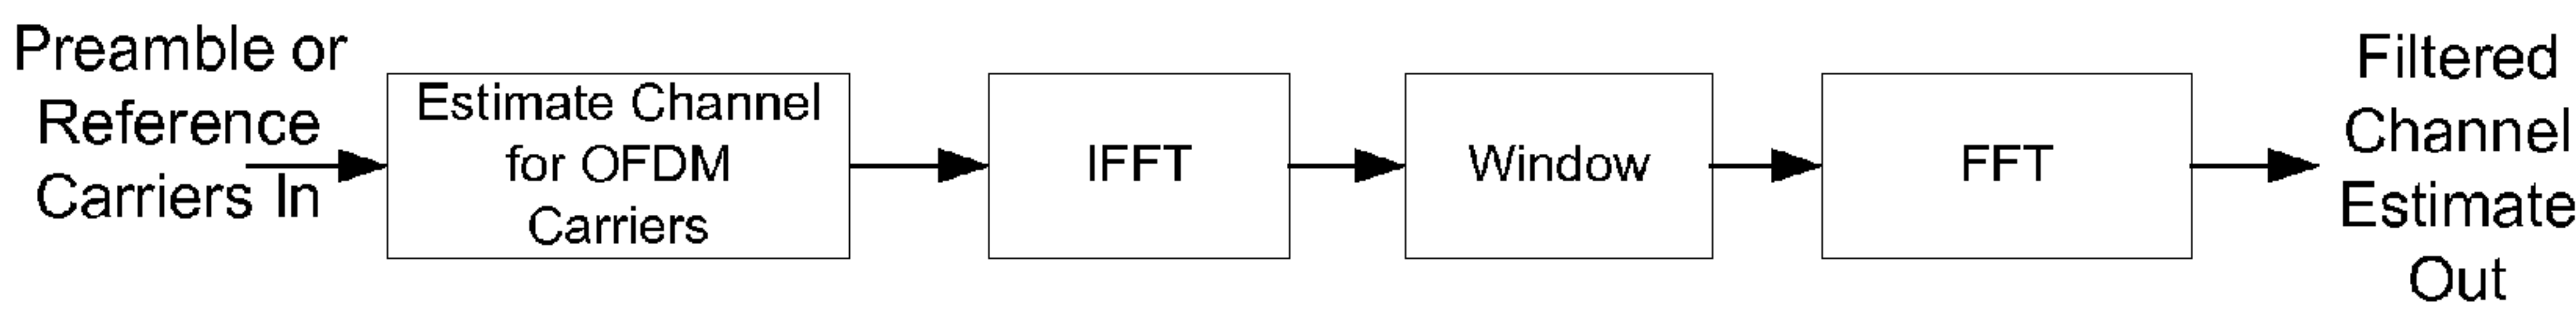 Preamble or
Reference
Carriers In
Estimate Channel
for OFDM
Carriers
IFFT
Window
FFT
Filtered
Channel
Estimate
Out